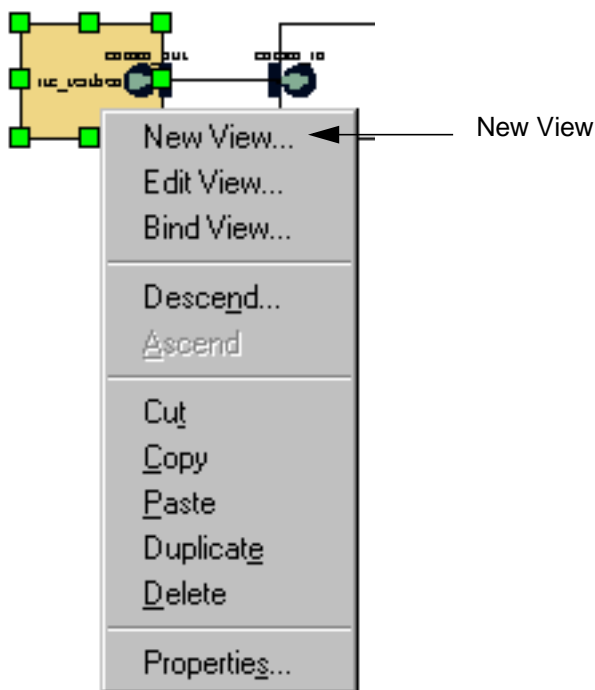 New View...
New View
Edit View...
Bind View...
Descend...
Ascend
Cut
Copy
Paste
Duplicate
Delete
Properties...